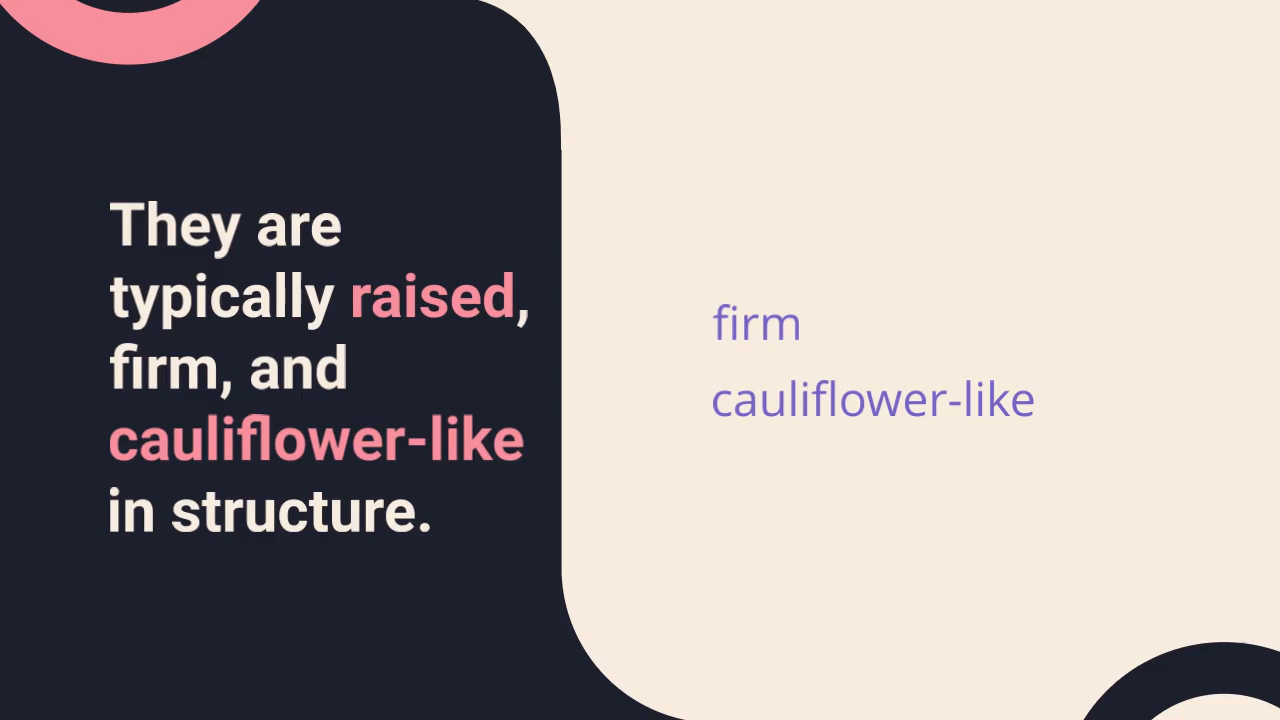 They are
typically raised,
firm, and
cauliflower-like
in structure.
firm
cauliflower-like